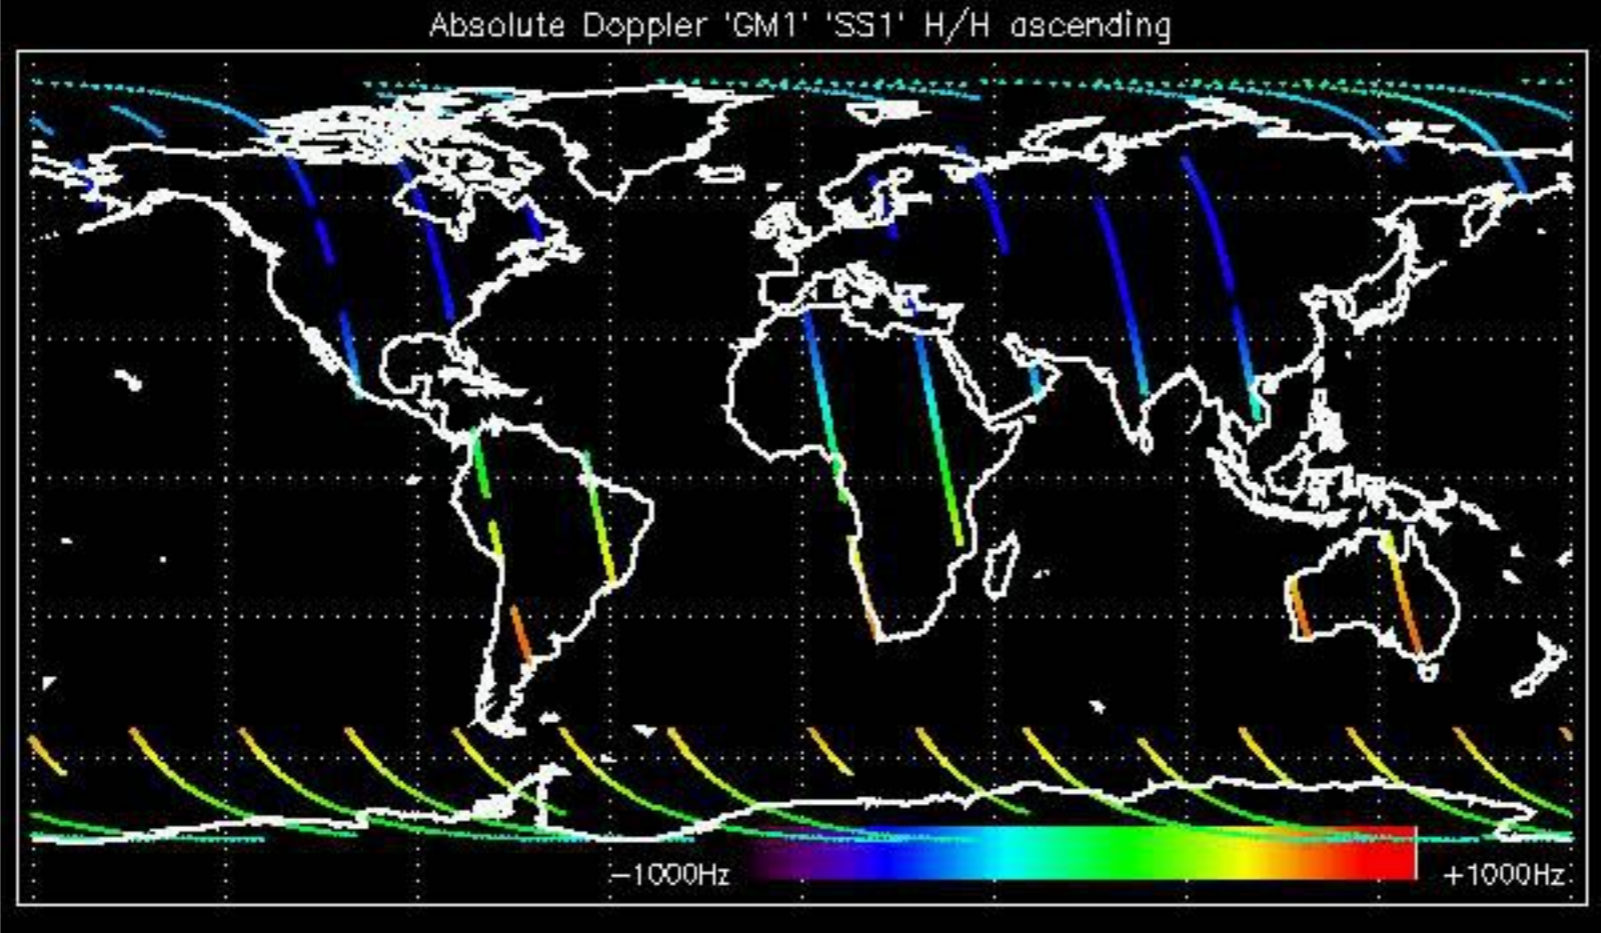 Absolute Doppler 'GM1' 'SS1' H/H ascending
−1000Hz +1000Hz